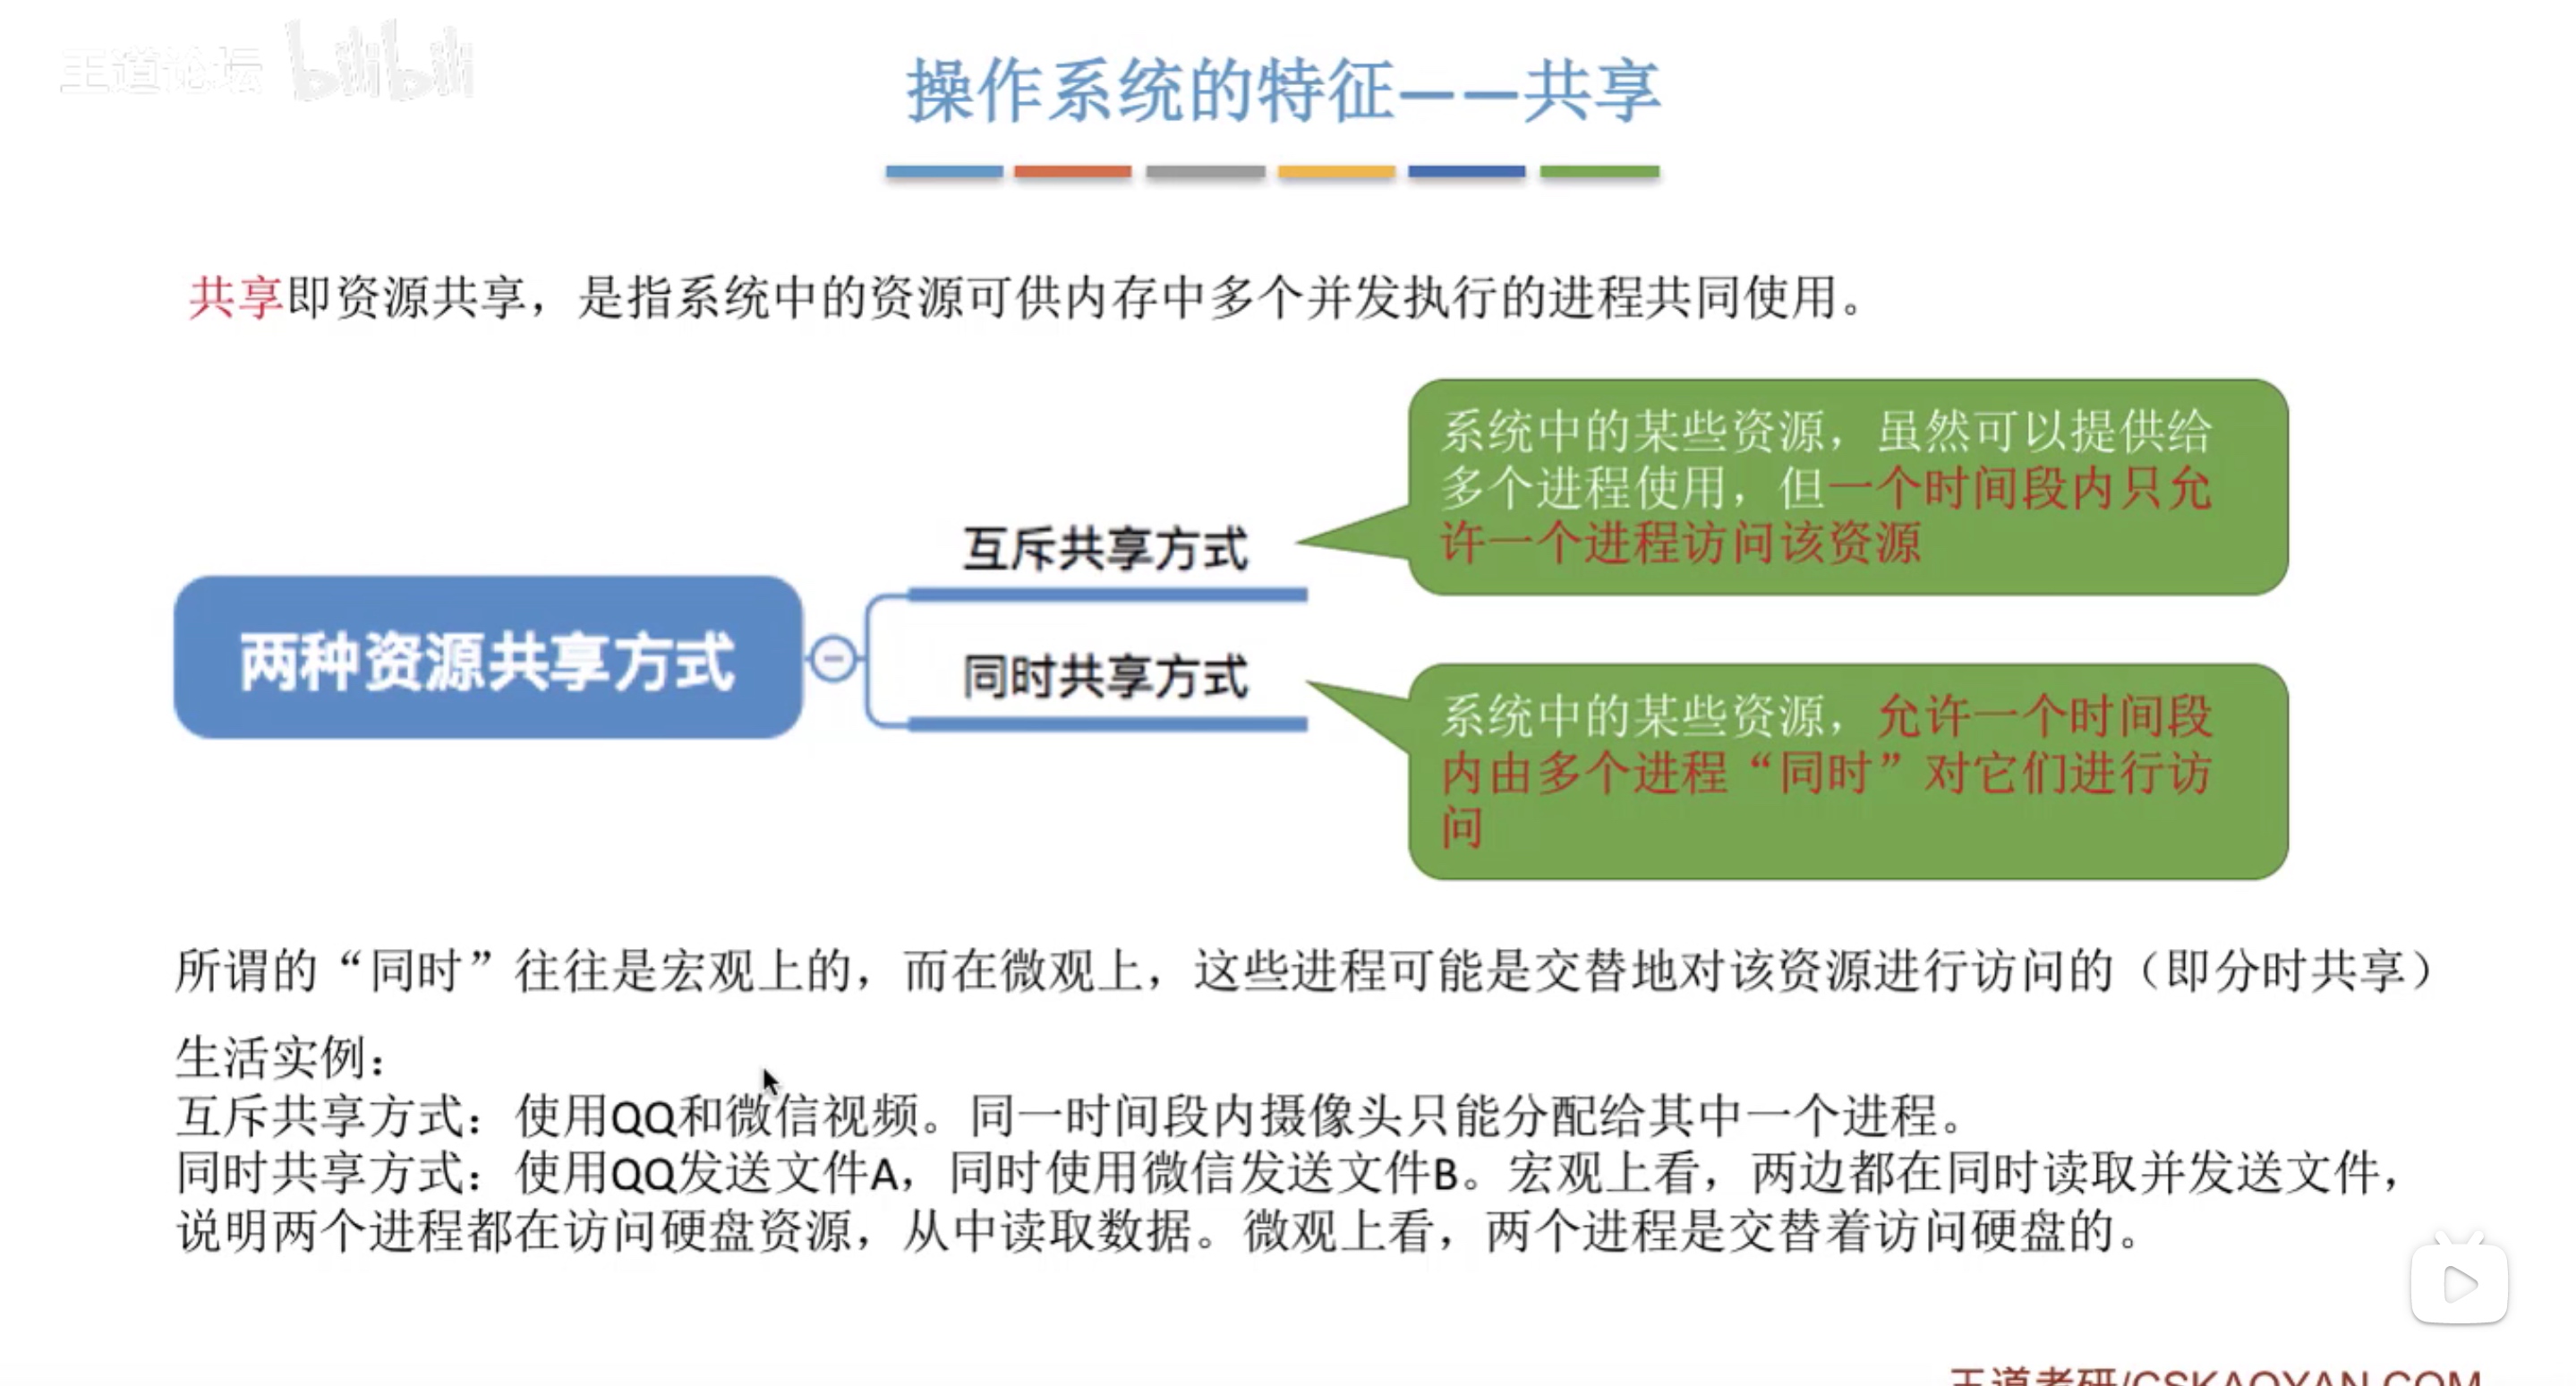 王道论坛 bilibili
操作系统的特征——共享
共享即资源共享，是指系统中的资源可供内存中多个并发执行的进程共同使用。
系统中的某些资源，虽然可以提供给
多个进程使用，但一个时间段内只允
许一个进程访问该资源
互斥共享方式
两种资源共享方式
同时共享方式
系统中的某些资源，允许一个时间段
内由多个进程“同时”对它们进行访
问
所谓的“同时”往往是宏观上的，而在微观上，这些进程可能是交替地对该资源进行访问的（即分时共享）
生活实例：
互斥共享方式：使用QQ和微信视频。同一时间段内摄像头只能分配给其中一个进程。
同时共享方式：使用QQ发送文件A，同时使用微信发送文件B。宏观上看，两边都在同时读取并发送文件，
说明两个进程都在访问硬盘资源，从中读取数据。微观上看，两个进程是交替着访问硬盘的。
王道考研/CSKAOYAN.COM